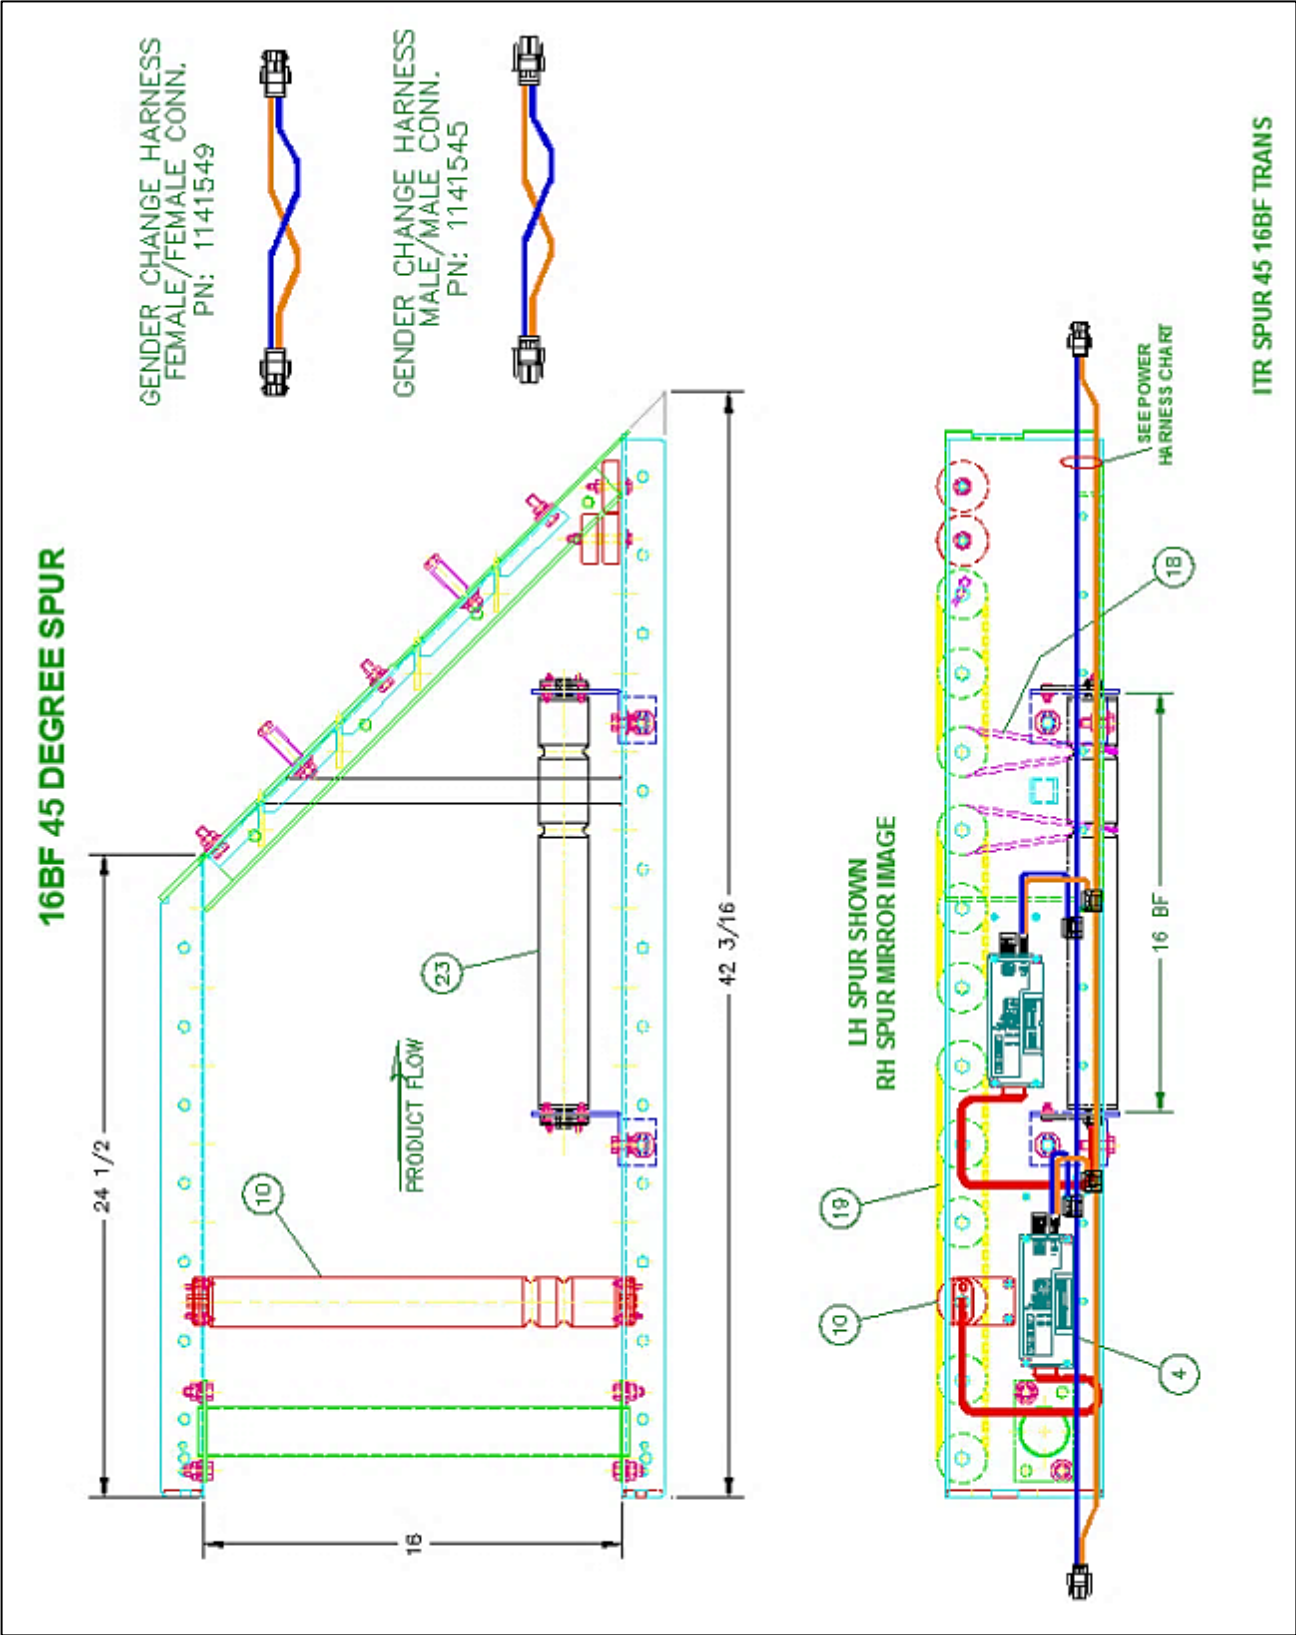 16BF 45 DEGREE SPUR
GENDER CHANGE HARNESS
FEMALE/FEMALE CONN.
PN: 1141549
GENDER CHANGE HARNESS
MALE/MALE CONN.
PN: 1141545
24 1/2
10
23
PRODUCT FLOW
16
42 3/16
LH SPUR SHOWN
RH SPUR MIRROR IMAGE
19
10
18
4
16 BF
SEE POWER
HARNESS CHART
ITR SPUR 45 16BF TRANS